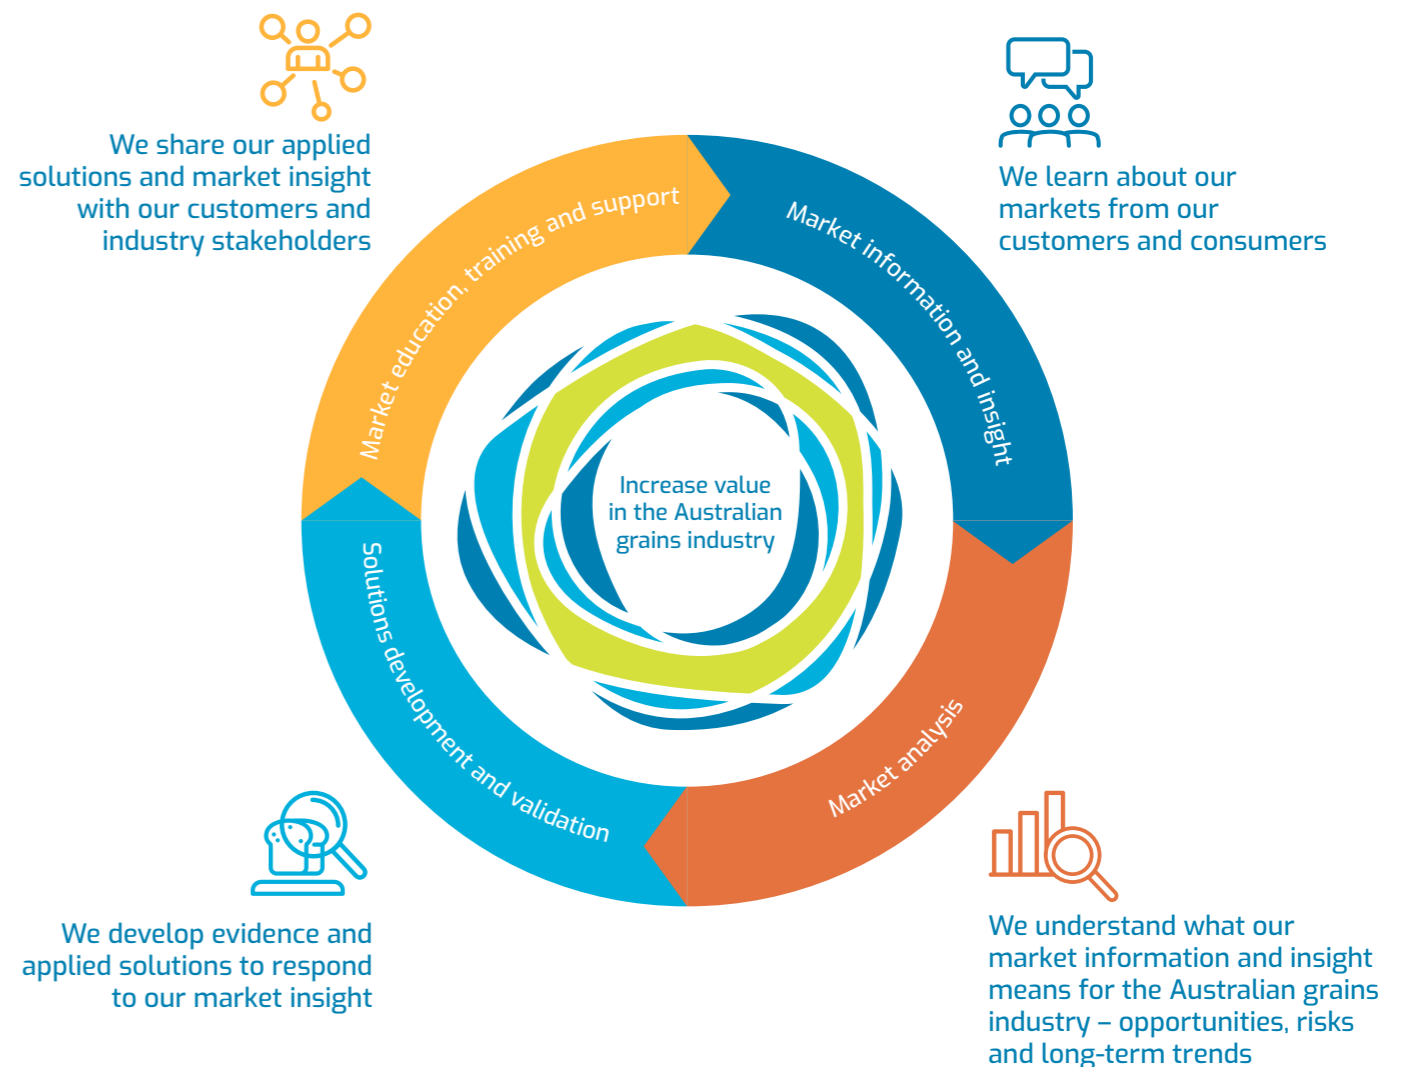 We share our applied
solutions and market insight
with our customers and
industry stakeholders
We learn about our
markets from our
customers and consumers
Market education, training and support
Market information and insight
Increase value
in the Australian
grains industry
Solutions development and validation
Market analysis
We develop evidence and
applied solutions to respond
to our market insight
We understand what our
market information and insight
means for the Australian grains
industry – opportunities, risks
and long-term trends